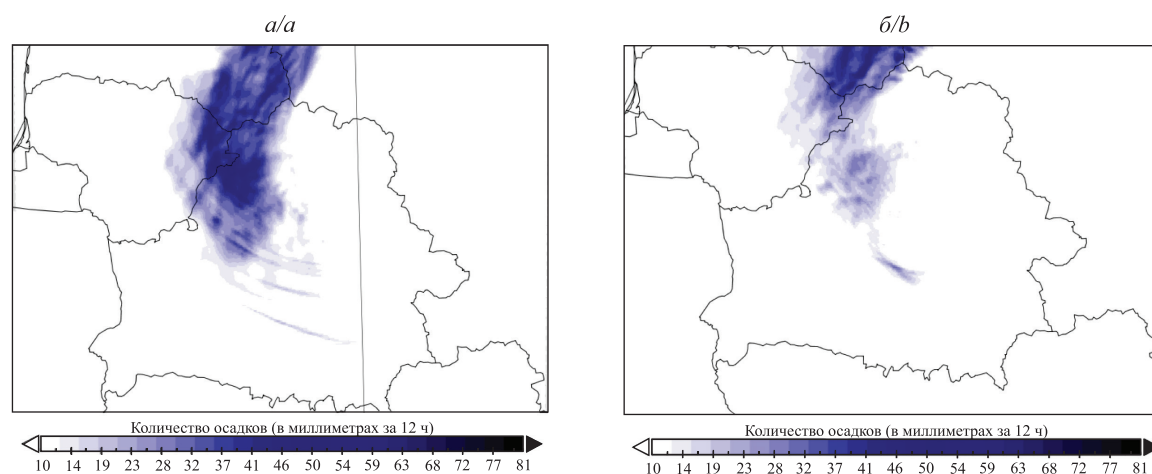 а/a
б/b
Количество осадков (в миллиметрах за 12 ч)
10 14 19 23 28 32 37 41 46 50 54 59 63 68 72 77 81
Количество осадков (в миллиметрах за 12 ч)
10 14 19 23 28 32 37 41 46 50 54 59 63 68 72 77 81